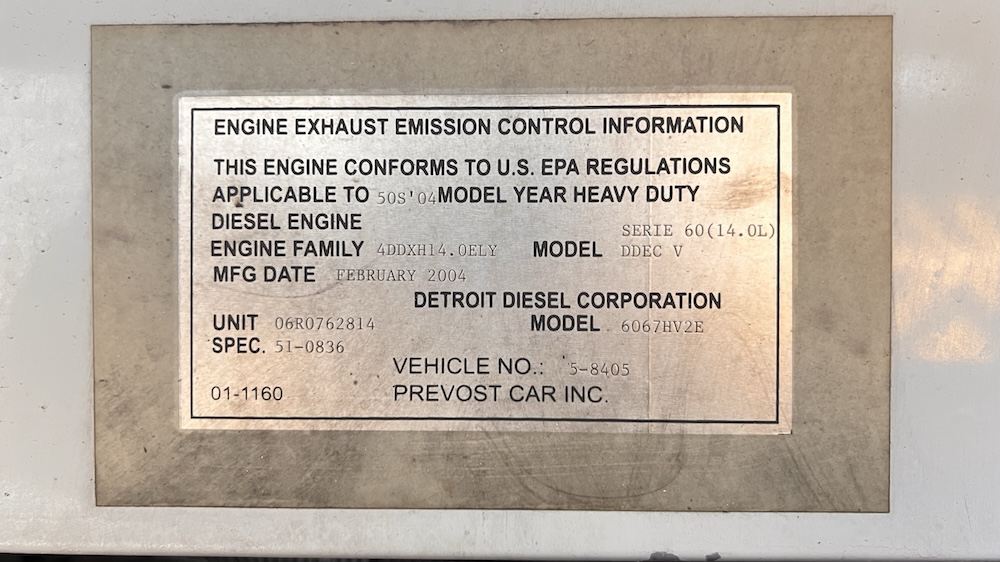 ENGINE EXHAUST EMISSION CONTROL INFORMATION
THIS ENGINE CONFORMS TO U.S. EPA REGULATIONS
APPLICABLE TO 50S'04 MODEL YEAR HEAVY DUTY
DIESEL ENGINE
SERIE 60(14.0L)
ENGINE FAMILY 4DDXH14.0ELY MODEL DDEC V
MFG DATE FEBRUARY 2004
DETROIT DIESEL CORPORATION
UNIT 06R0762814 MODEL 6067HV2E
SPEC. 51-0836
VEHICLE NO.: 5-8405
01-1160 PREVOST CAR INC.